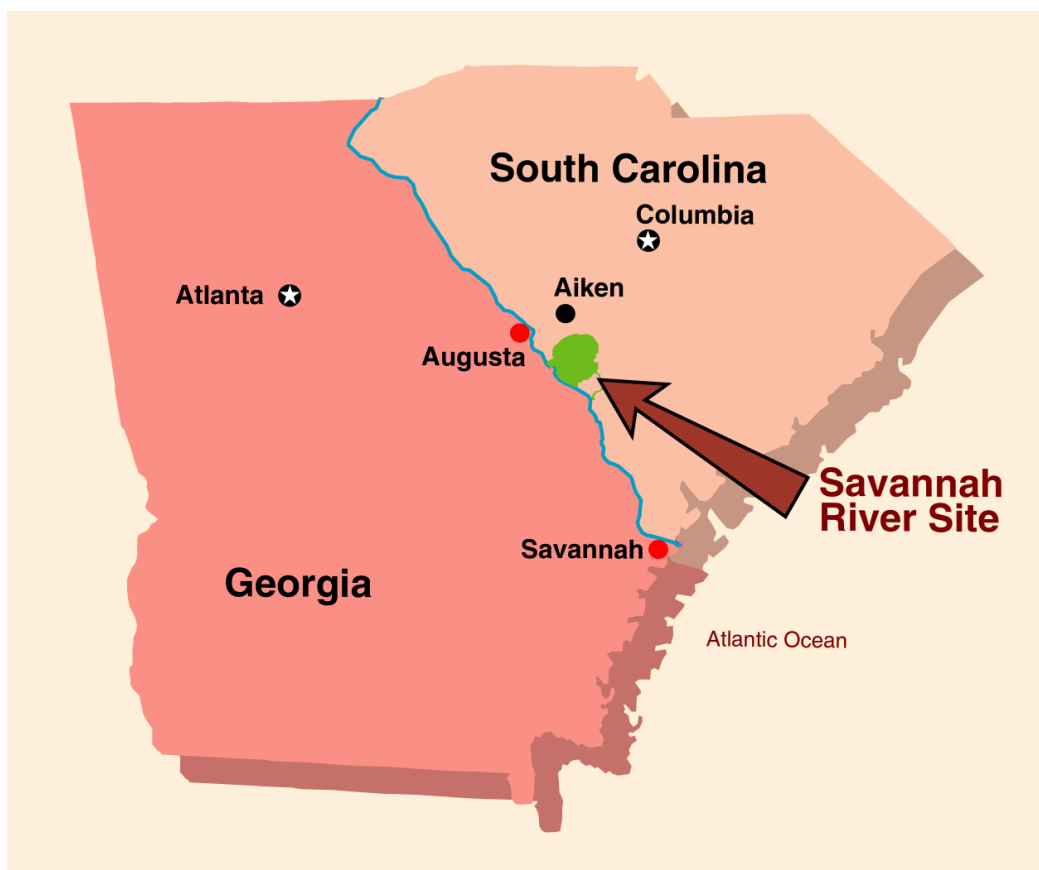 South Carolina
Columbia
Aiken
Atlanta
Augusta
Savannah
River Site
Savannah
Georgia
Atlantic Ocean